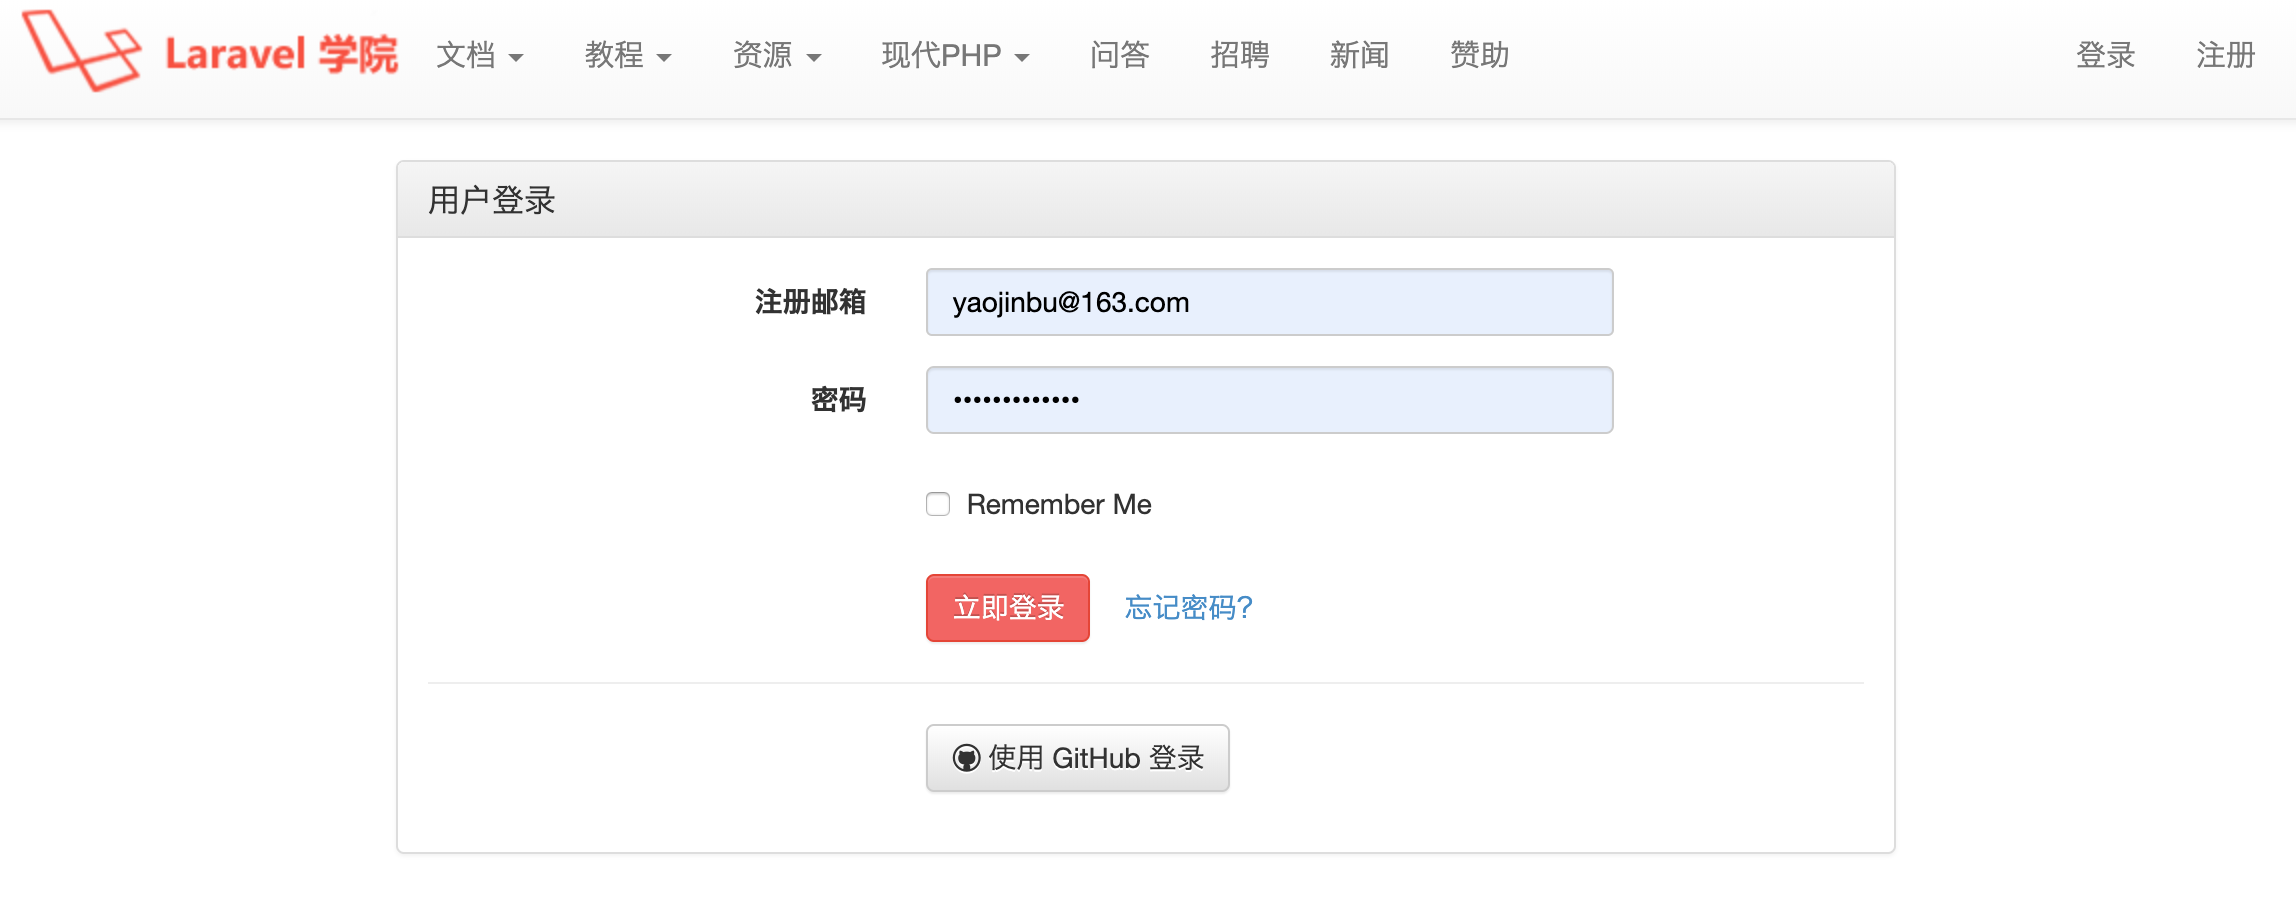 Laravel 学院 文档 教程 资源 现代PHP 问答 招聘 新闻 赞助 登录 注册
用户登录
注册邮箱 yaojinbu@163.com
密码 •••••••••••••
Remember Me
立即登录 忘记密码?
使用 GitHub 登录